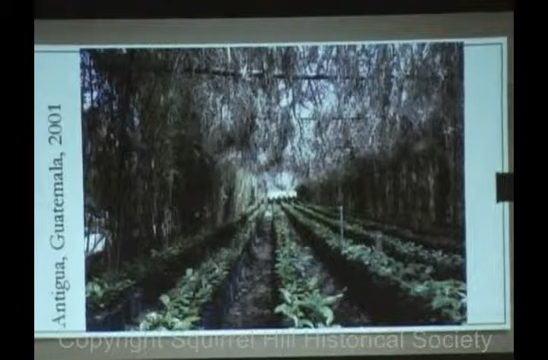 Antigua, Guatemala, 2001
Copyright Squirrel Hill Historical Society